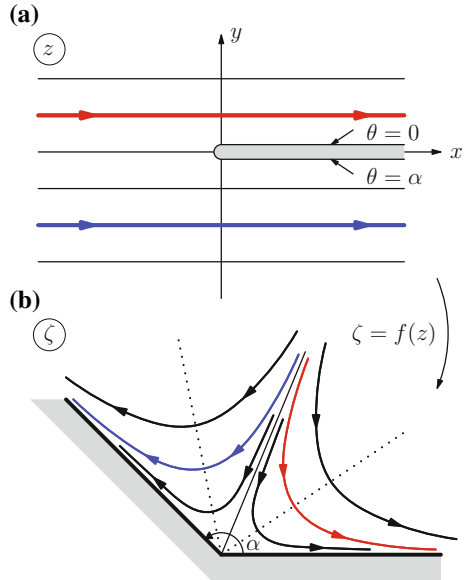 (a)
y
z
θ = 0
x
θ = α
(b)
ζ
ζ = f(z)
α